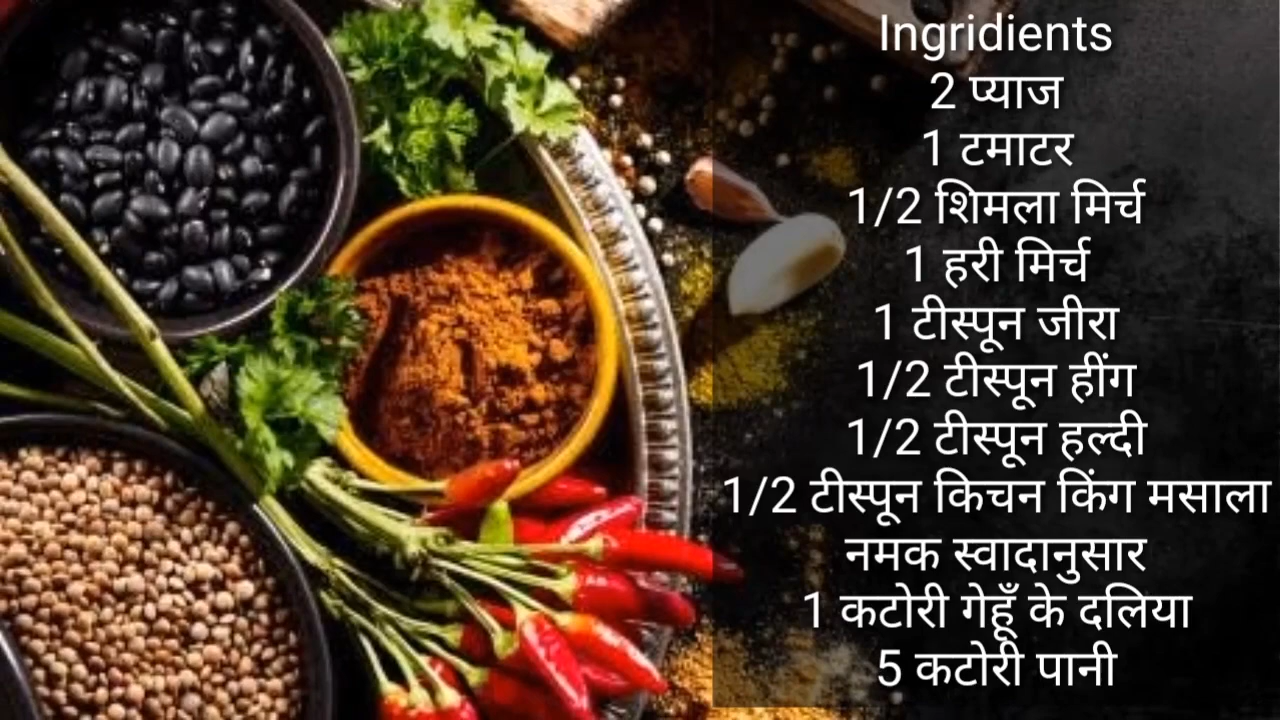 Ingridients
2 प्याज
1 टमाटर
1/2 शिमला मिर्च
1 हरी मिर्च
1 टीस्पून जीरा
1/2 टीस्पून हींग
1/2 टीस्पून हल्दी
1/2 टीस्पून किचन किंग मसाला
नमक स्वादानुसार
1 कटोरी गेहूँ के दलिया
5 कटोरी पानी